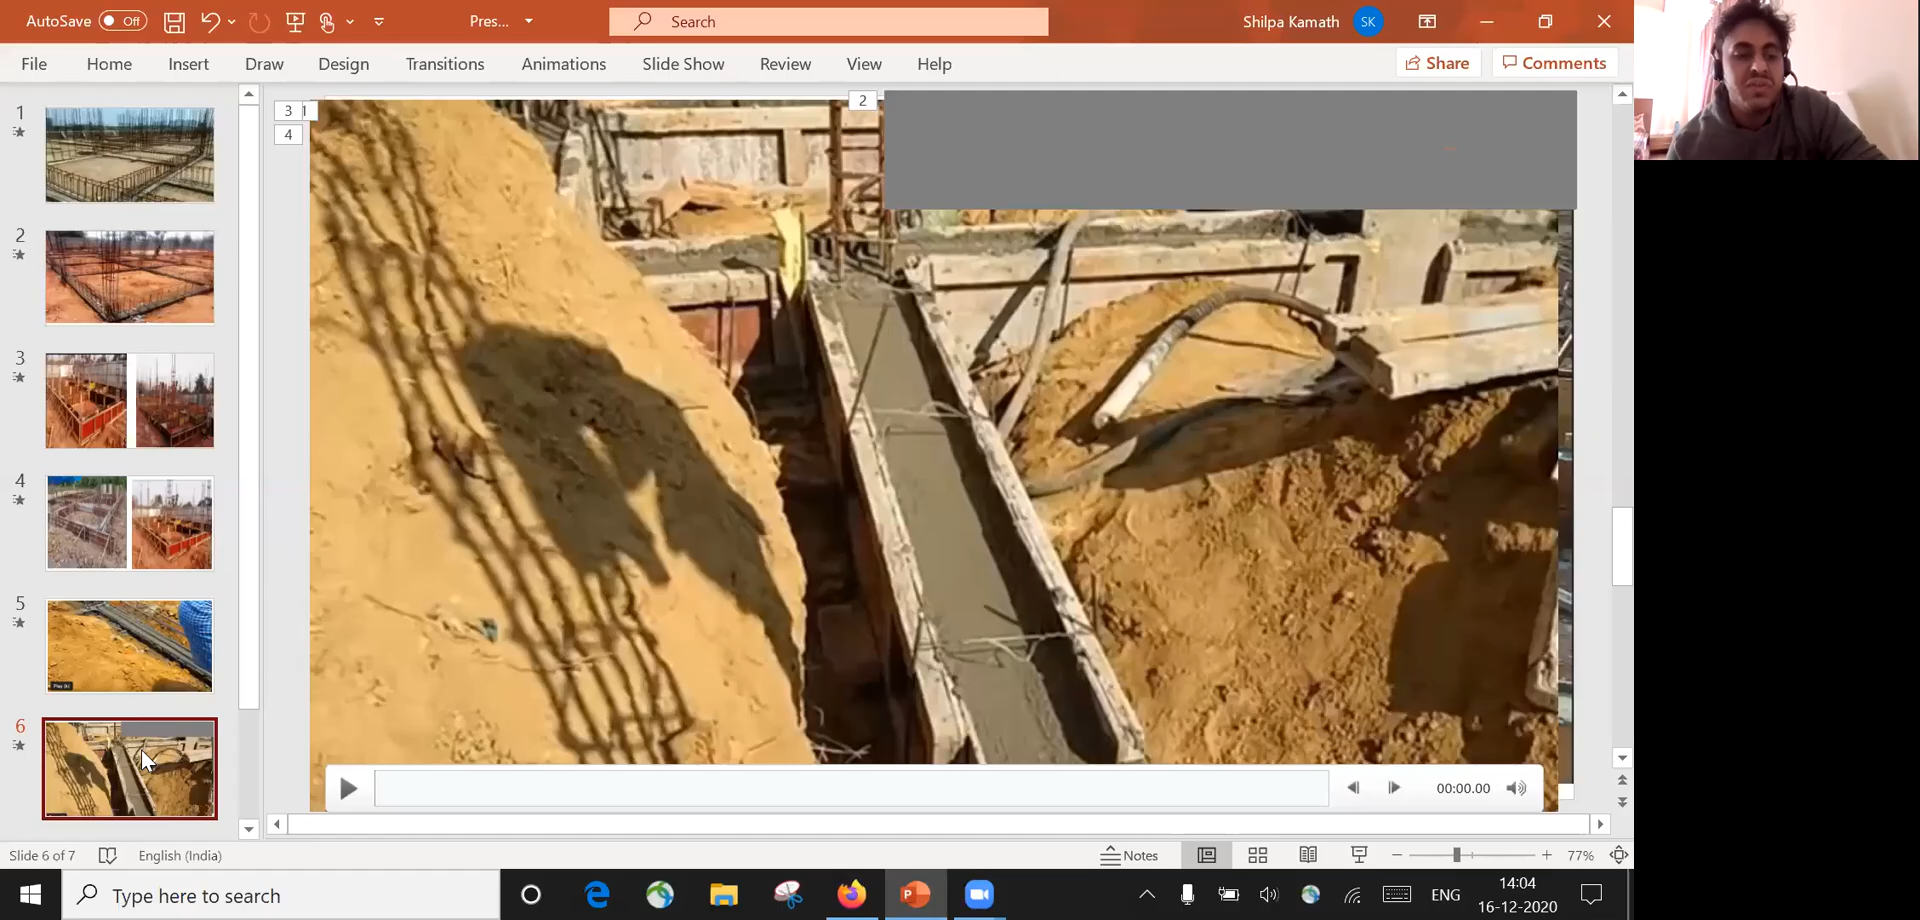 AutoSave Off Pres... Search Shilpa Kamath SK
File Home Insert Draw Design Transitions Animations Slide Show Review View Help Share Comments
1
2
3
4
5
6
3 1 2
4
00:00.00
Slide 6 of 7 English (India) Notes 77%
Type here to search ENG 14:04
16-12-2020